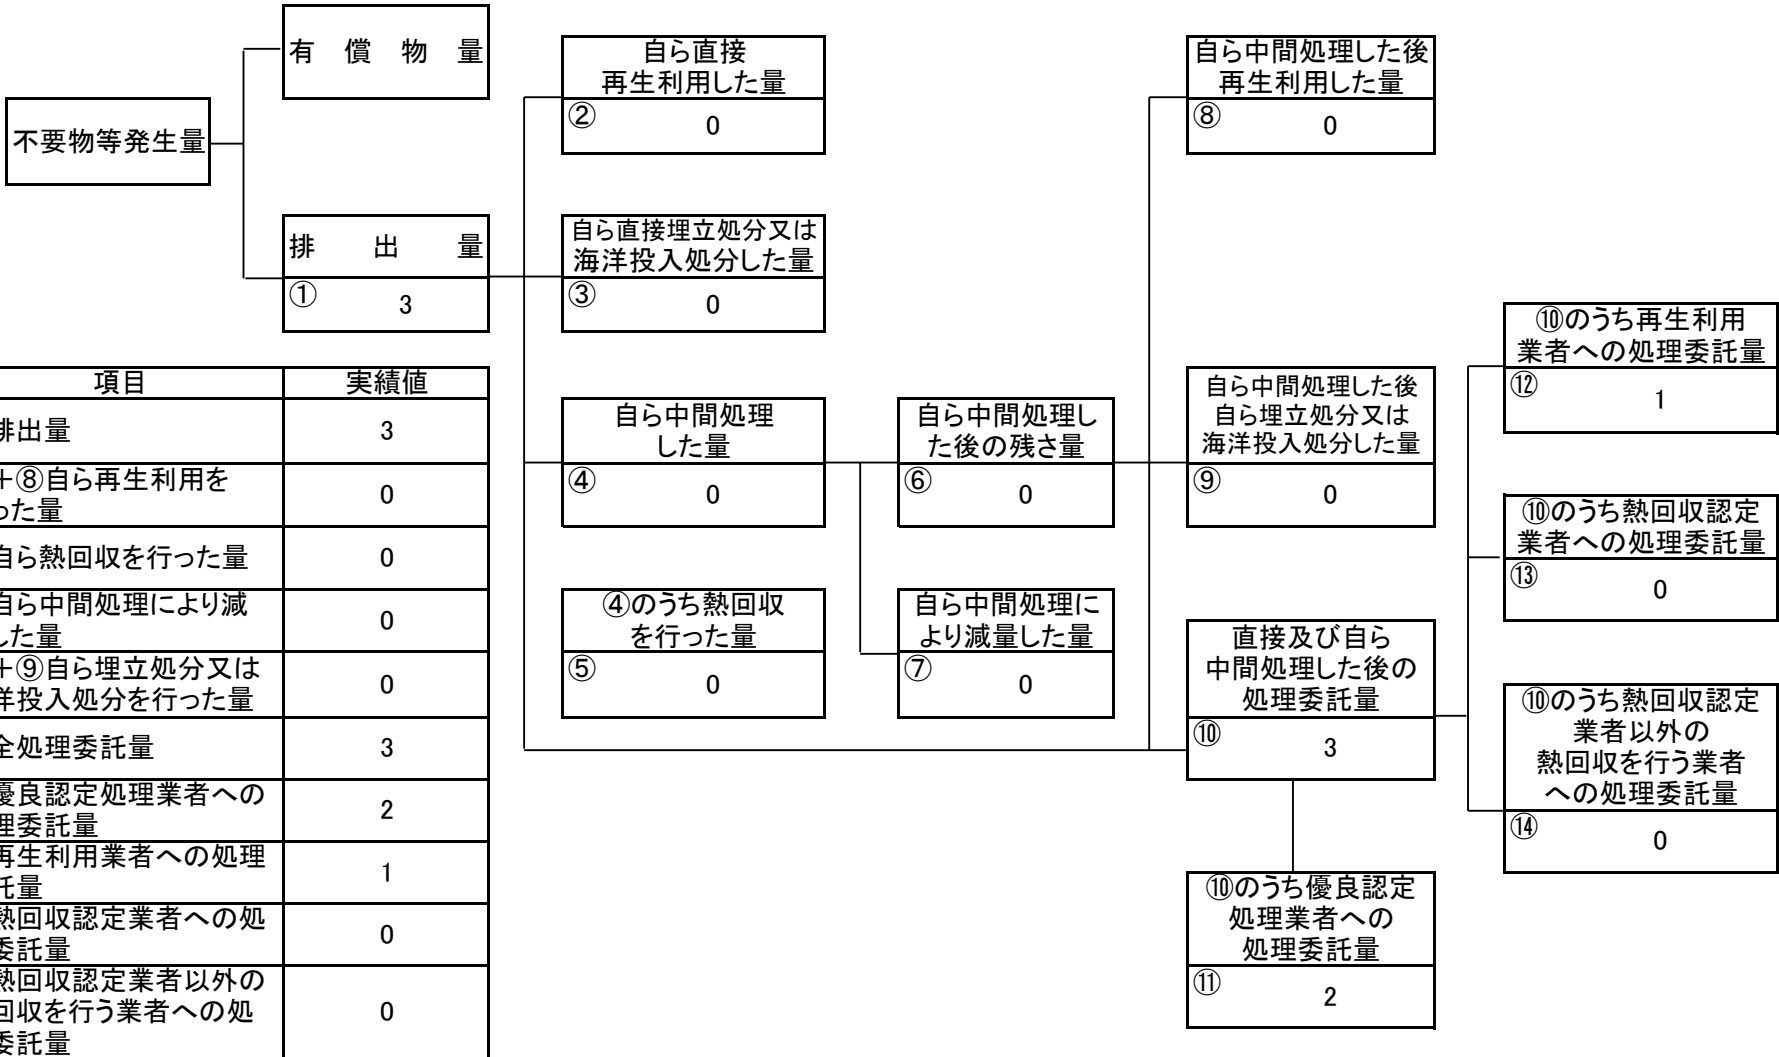 有償物量
不要物等発生量
排出量
① 3
自ら直接
再生利用した量
② 0
自ら直接埋立処分又は
海洋投入処分した量
③ 0
自ら中間処理
した量
④ 0
④のうち熱回収
を行った量
⑤ 0
自ら中間処理し
た後の残さ量
⑥ 0
自ら中間処理に
より減量した量
⑦ 0
自ら中間処理した後
再生利用した量
⑧ 0
自ら中間処理した後
自ら埋立処分又は
海洋投入処分した量
⑨ 0
直接及び自ら
中間処理した後の
処理委託量
⑩ 3
⑩のうち優良認定
処理業者への
処理委託量
⑪ 2
⑩のうち再生利用
業者への処理委託量
⑫ 1
⑩のうち熱回収認定
業者への処理委託量
⑬ 0
⑩のうち熱回収認定
業者以外の
熱回収を行う業者
への処理委託量
⑭ 0
項目 実績値
排出量 3
+⑧自ら再生利用を
った量 0
自ら熱回収を行った量 0
自ら中間処理により減
した量 0
+⑨自ら埋立処分又は
洋投入処分を行った量 0
全処理委託量 3
優良認定処理業者への
理委託量 2
再生利用業者への処理
託量 1
熱回収認定業者への処
委託量 0
熱回収認定業者以外の
回収を行う業者への処
委託量 0